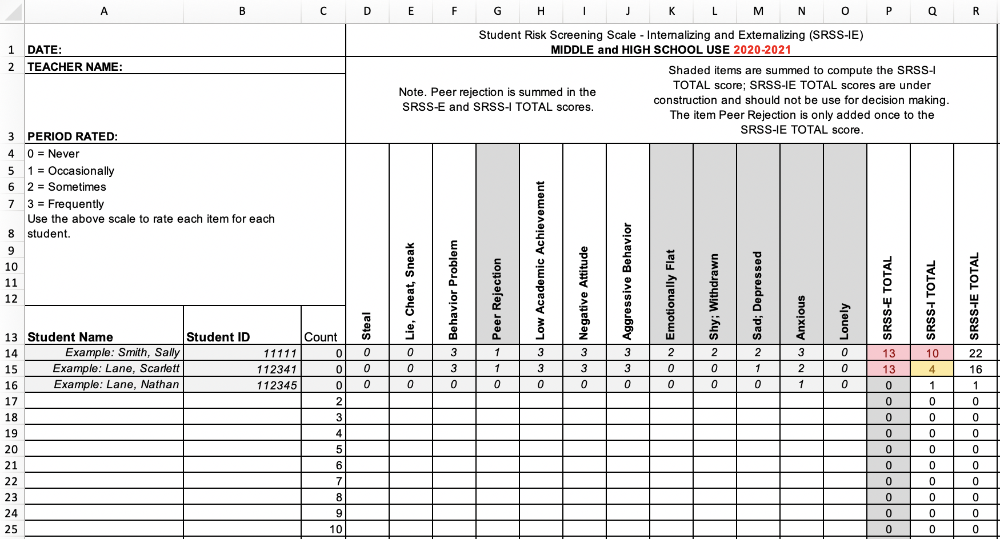 A B C D E F G H I J K L M N O P Q R
Student Risk Screening Scale - Internalizing and Externalizing (SRSS-IE)
1 DATE: MIDDLE and HIGH SCHOOL USE 2020-2021
2 TEACHER NAME:
Note. Peer rejection is summed in the
SRSS-E and SRSS-I TOTAL scores.
Shaded items are summed to compute the SRSS-I
TOTAL score; SRSS-IE TOTAL scores are under
construction and should not be use for decision making.
The item Peer Rejection is only added once to the
SRSS-IE TOTAL score.
3 PERIOD RATED:
4 0 = Never
5 1 = Occasionally
6 2 = Sometimes
7 3 = Frequently
Use the above scale to rate each item for each
8 student.
9
10
11
12
13 Student Name Student ID Count
Steal
Lie, Cheat, Sneak
Behavior Problem
Peer Rejection
Low Academic Achievement
Negative Attitude
Aggressive Behavior
Emotionally Flat
Shy; Withdrawn
Sad; Depressed
Anxious
Lonely
SRSS-E TOTAL
SRSS-I TOTAL
SRSS-IE TOTAL
14 Example: Smith, Sally 11111 0 0 0 3 1 3 3 3 2 2 2 3 0 13 10 22
15 Example: Lane, Scarlett 112341 0 0 0 3 1 3 3 3 0 0 1 2 0 13 4 16
16 Example: Lane, Nathan 112345 0 0 0 0 0 0 0 0 0 0 0 1 0 0 1 1
17 2 0 0 0
18 3 0 0 0
19 4 0 0 0
20 5 0 0 0
21 6 0 0 0
22 7 0 0 0
23 8 0 0 0
24 9 0 0 0
25 10 0 0 0